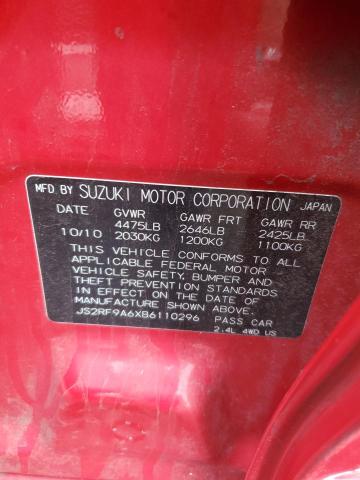 MFD BY SUZUKI MOTOR CORPORATION JAPAN
DATE GVWR GAWR FRT GAWR RR
4475LB 2646LB 2425LB
10/10 2030KG 1200KG 1100KG
THIS VEHICLE CONFORMS TO ALL
APPLICABLE FEDERAL MOTOR
VEHICLE SAFETY, BUMPER AND
THEFT PREVENTION STANDARDS
IN EFFECT ON THE DATE OF
MANUFACTURE SHOWN ABOVE.
JS2RF9A6XB6110296 PASS CAR
2.4L 4WD US